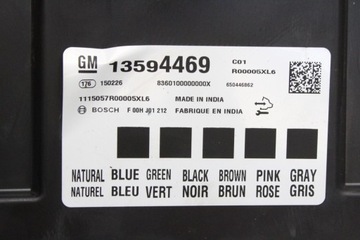 GM 13594469 C01
R00005XL6
176 150226 8360100000000X 650446862
1115057R00005XL6 MADE IN INDIA
BOSCH F 00H J01 212 FABRIQUE EN INDIA
NATURAL BLUE GREEN BLACK BROWN PINK GRAY
NATUREL BLEU VERT NOIR BRUN ROSE GRIS